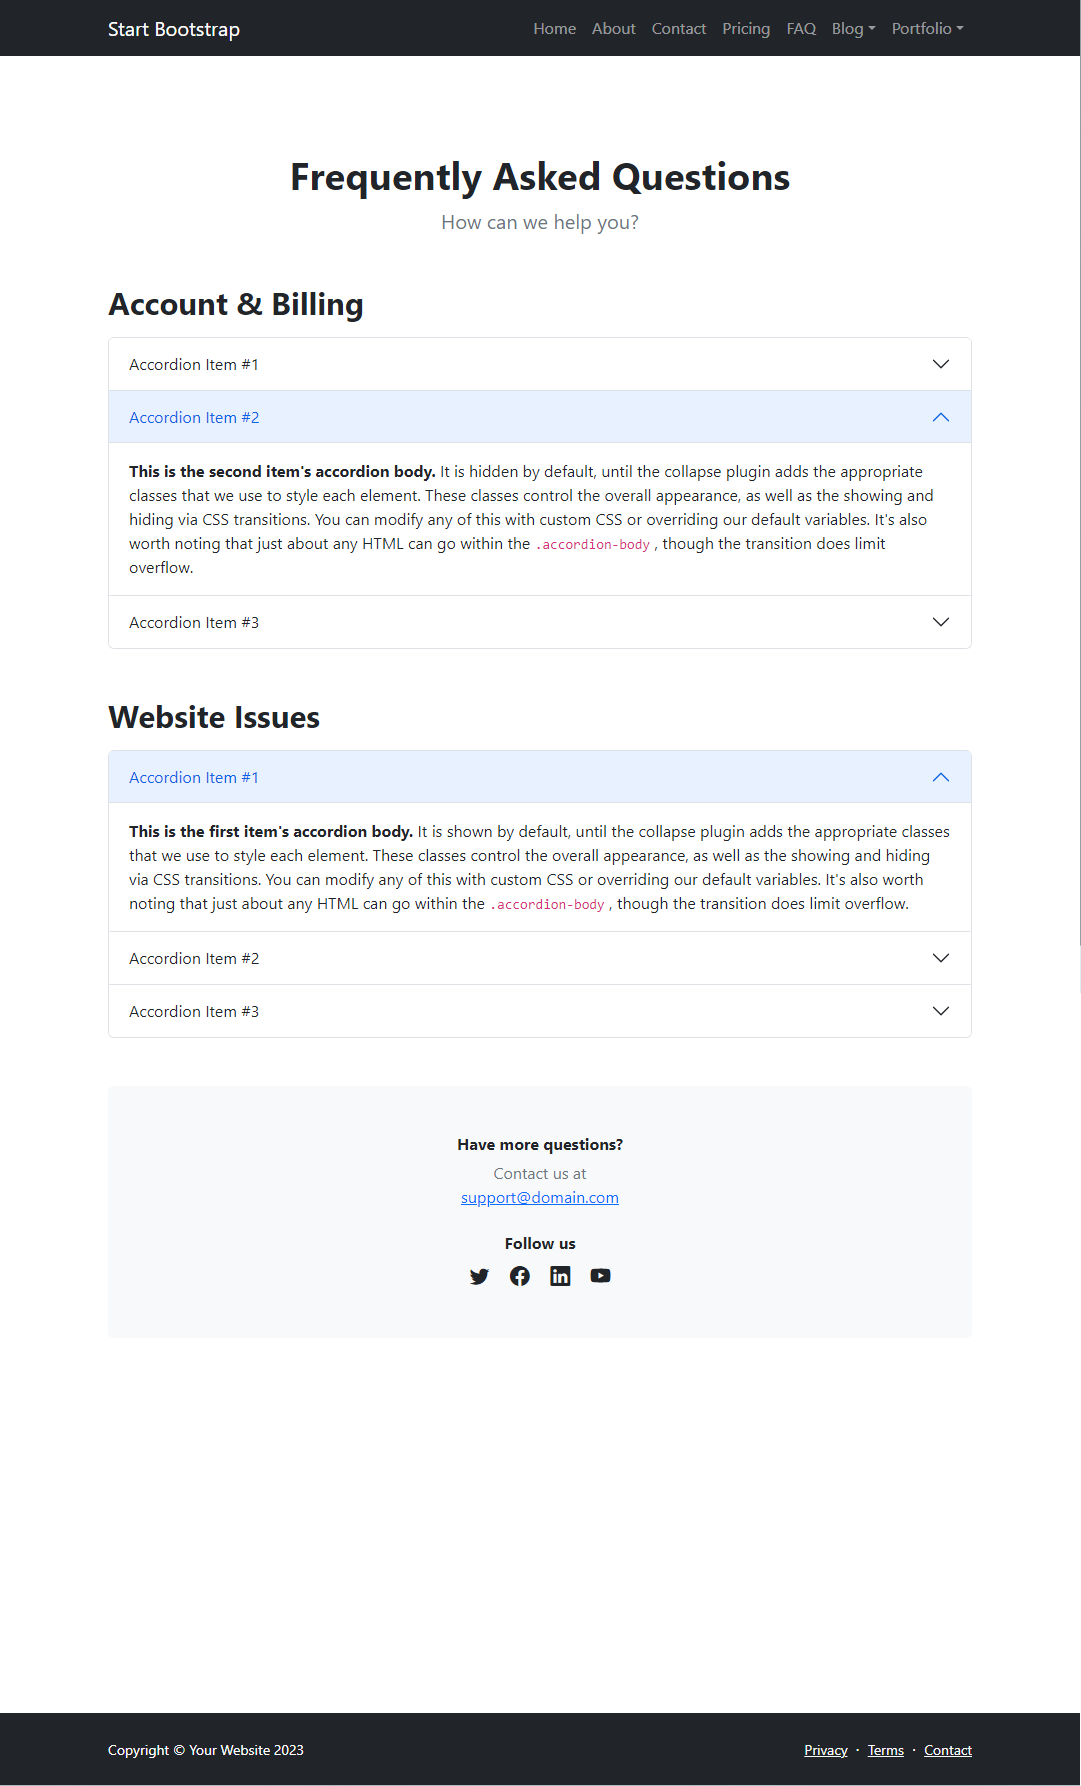 Start Bootstrap
Home About Contact Pricing FAQ Blog Portfolio
Frequently Asked Questions
How can we help you?
Account & Billing
Accordion Item #1
Accordion Item #2
This is the second item's accordion body. It is hidden by default, until the collapse plugin adds the appropriate
classes that we use to style each element. These classes control the overall appearance, as well as the showing and
hiding via CSS transitions. You can modify any of this with custom CSS or overriding our default variables. It's also
worth noting that just about any HTML can go within the .accordion-body , though the transition does limit
overflow.
Accordion Item #3
Website Issues
Accordion Item #1
This is the first item's accordion body. It is shown by default, until the collapse plugin adds the appropriate classes
that we use to style each element. These classes control the overall appearance, as well as the showing and hiding
via CSS transitions. You can modify any of this with custom CSS or overriding our default variables. It's also worth
noting that just about any HTML can go within the .accordion-body , though the transition does limit overflow.
Accordion Item #2
Accordion Item #3
Have more questions?
Contact us at
support@domain.com
Follow us
Copyright © Your Website 2023
Privacy · Terms · Contact